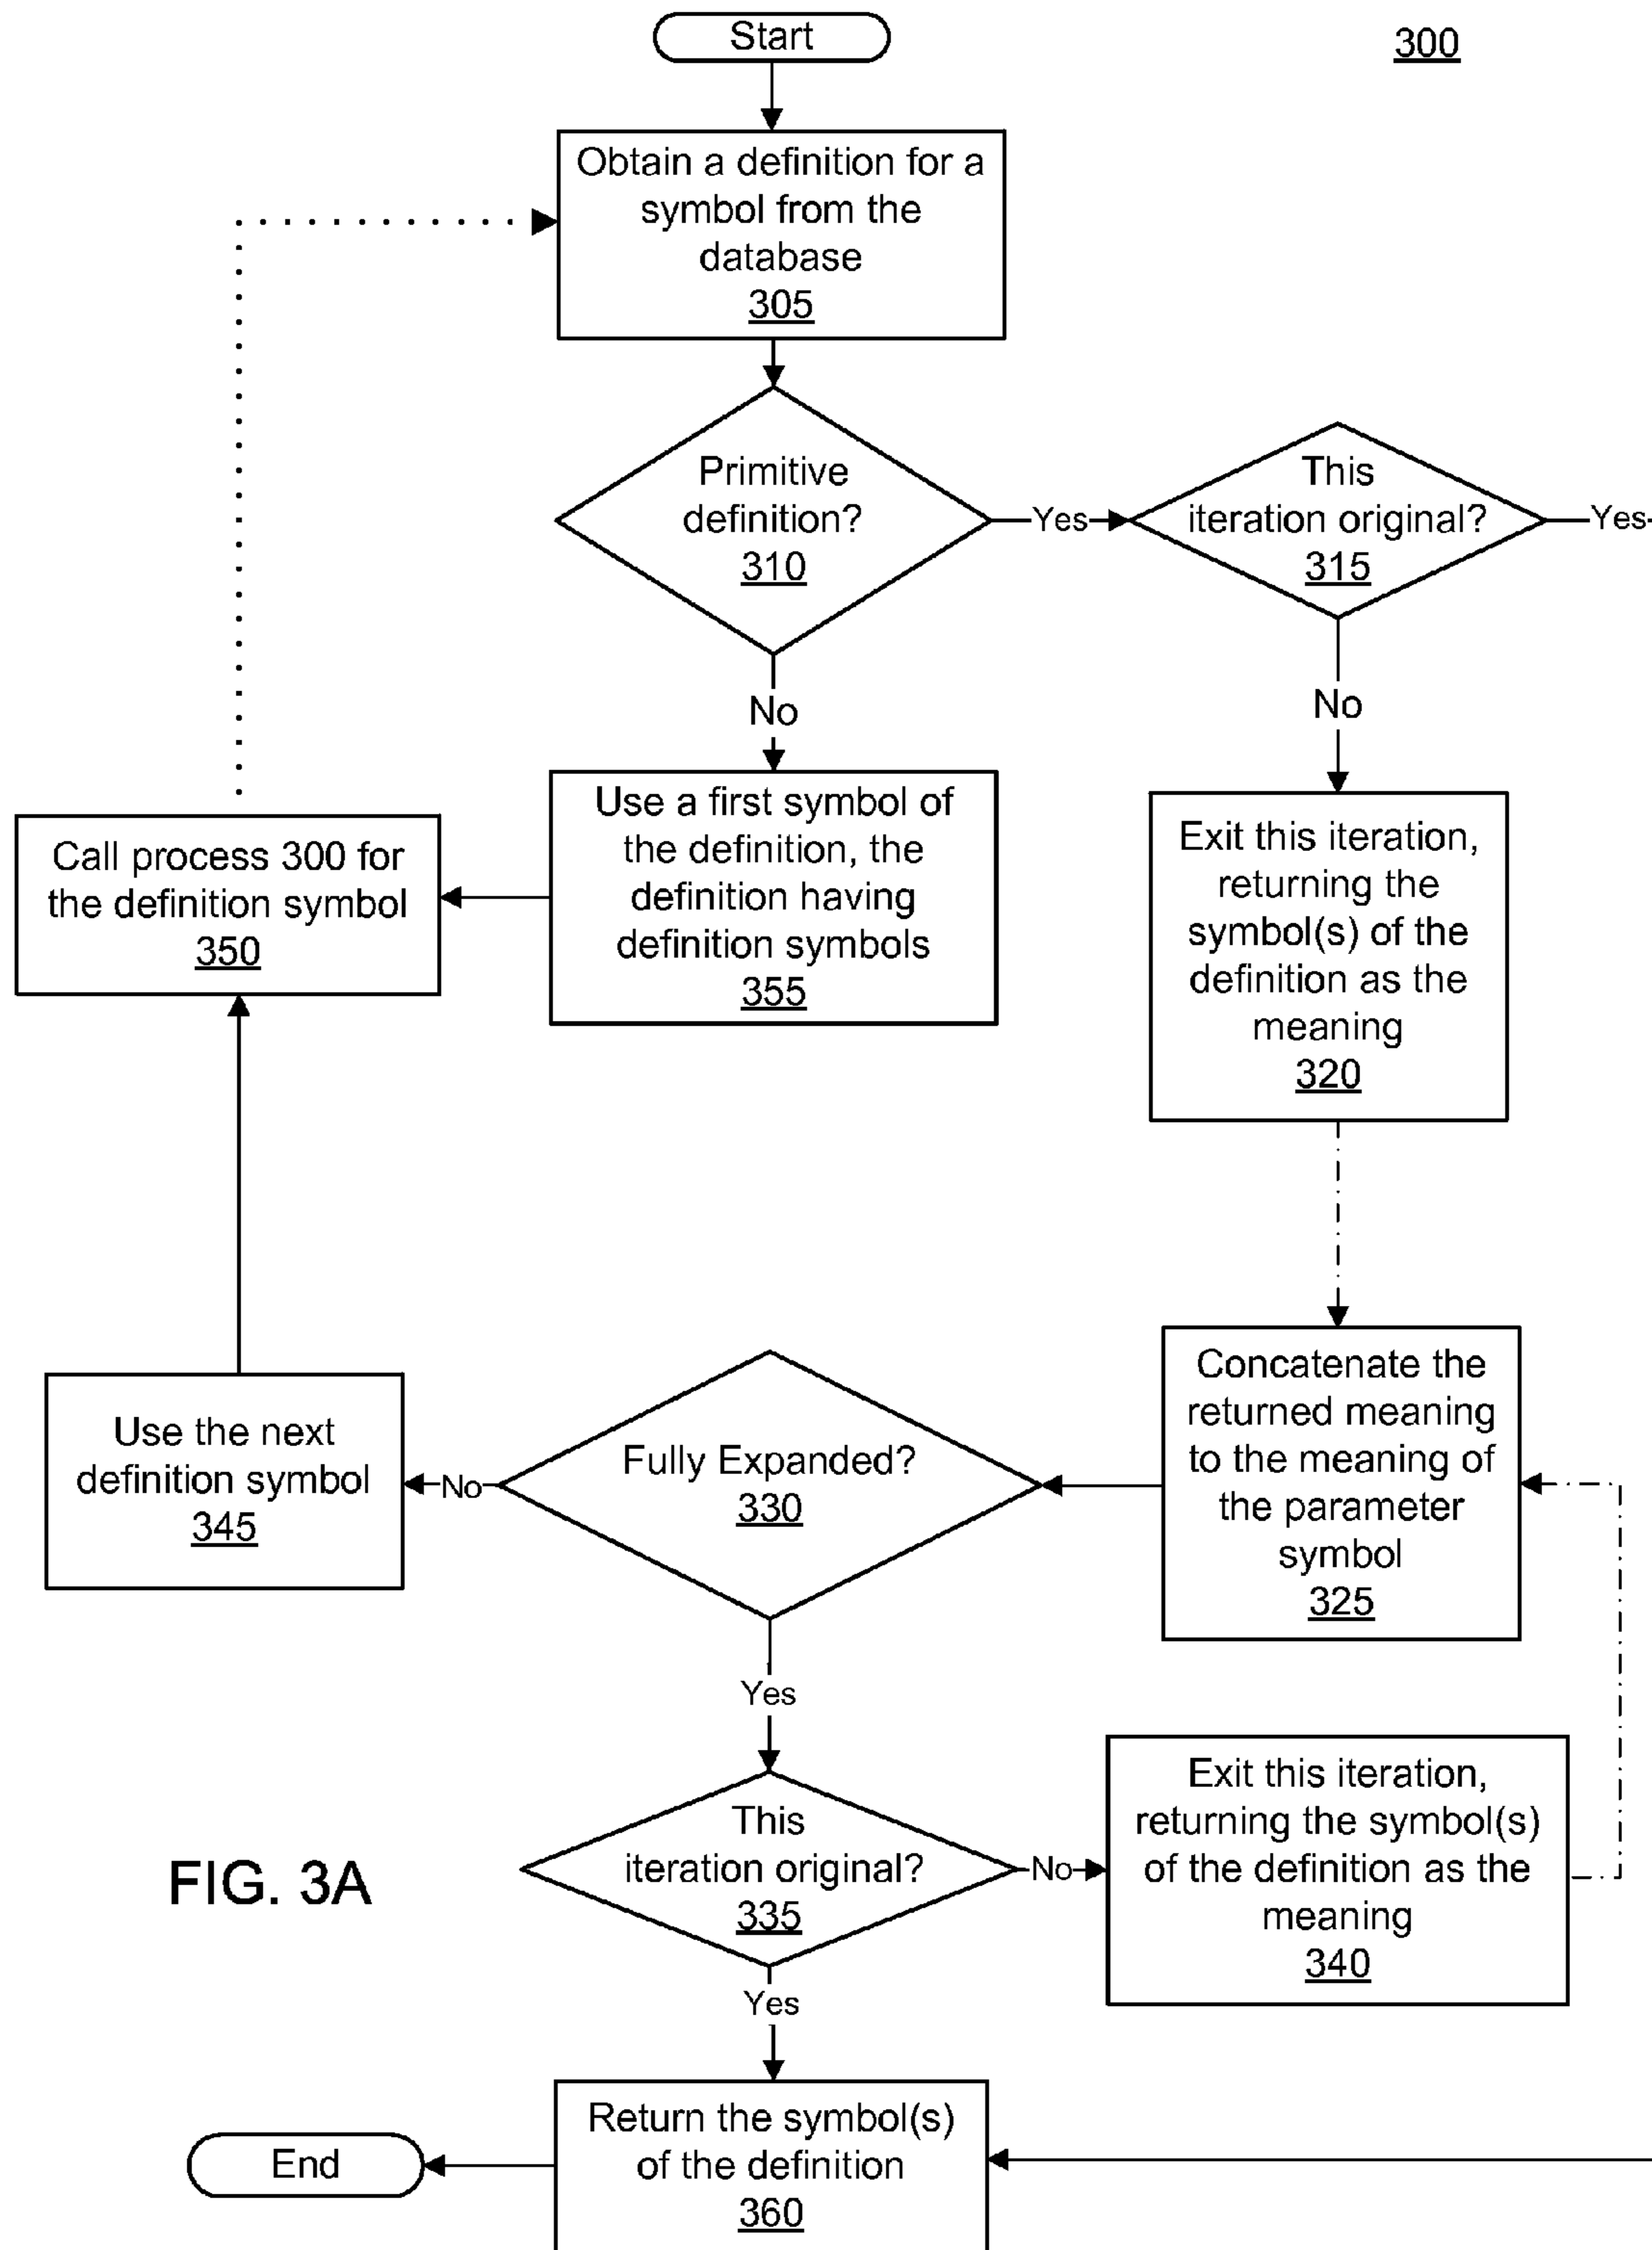 Start
300
Obtain a definition for a
symbol from the
database
305
Primitive
definition?
310
Yes
This
iteration original?
315
Yes
No
No
Use a first symbol of
the definition, the
definition having
definition symbols
355
Call process 300 for
the definition symbol
350
Exit this iteration,
returning the
symbol(s) of the
definition as the
meaning
320
Concatenate the
returned meaning
to the meaning of
the parameter
symbol
325
Fully Expanded?
330
No
Use the next
definition symbol
345
Yes
This
iteration original?
335
No
Exit this iteration,
returning the symbol(s)
of the definition as the
meaning
340
FIG. 3A
Yes
Return the symbol(s)
of the definition
360
End